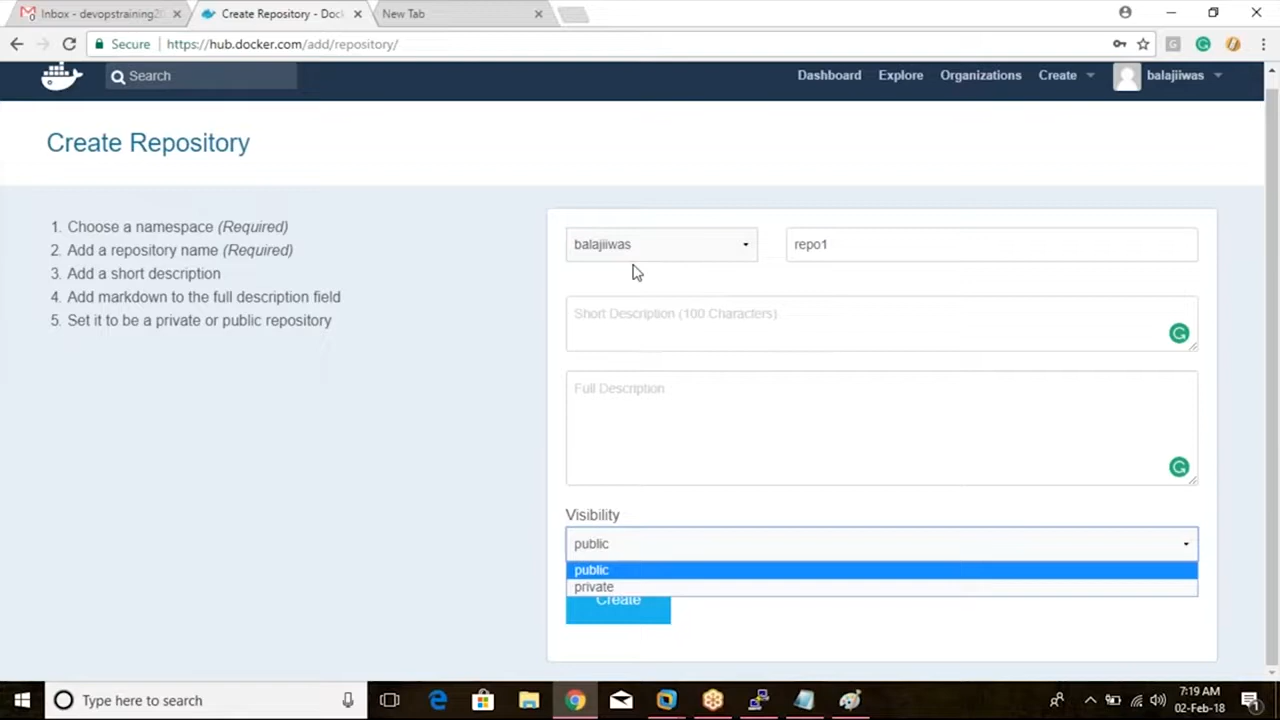 Inbox - devopstraining20
Create Repository - Dock
New Tab
Secure
https://hub.docker.com/add/repository/
Search
Dashboard
Explore
Organizations
Create
balajiiwas
Create Repository
1. Choose a namespace (Required)
2. Add a repository name (Required)
3. Add a short description
4. Add markdown to the full description field
5. Set it to be a private or public repository
balajiiwas
repo1
Short Description (100 Characters)
Full Description
Visibility
public
public
private
Create
Type here to search
7:19 AM
02-Feb-18